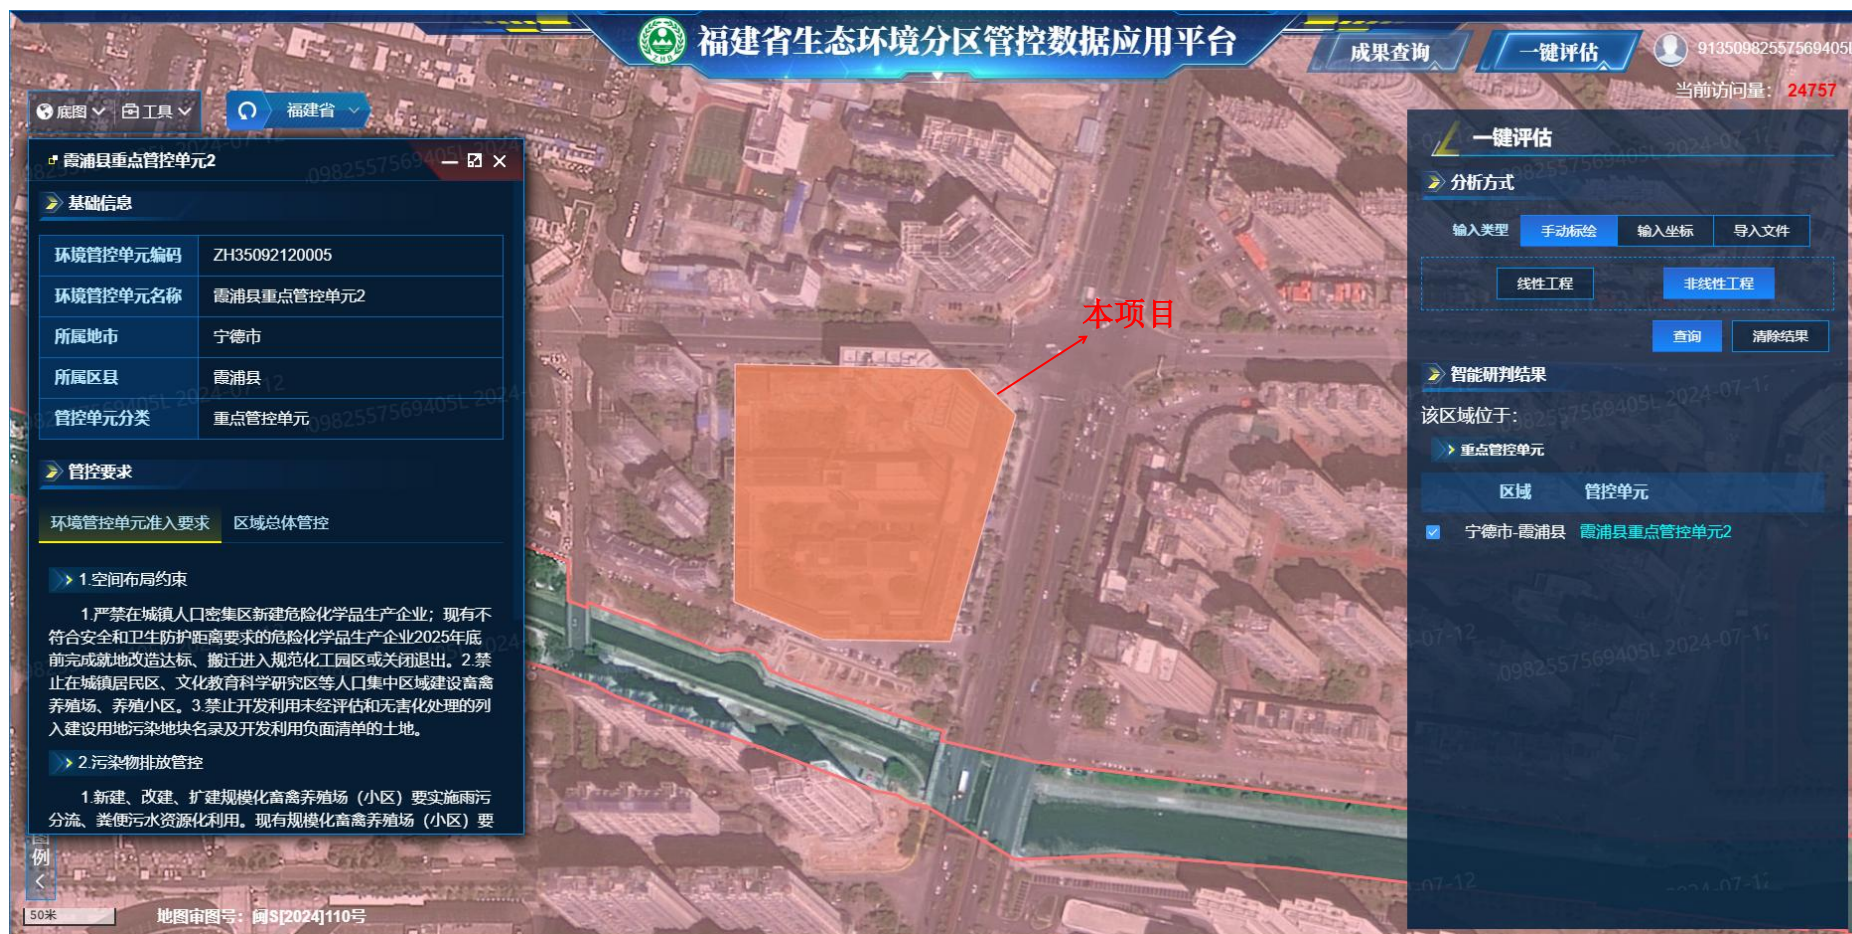 福建省生态环境分区管控数据应用平台
成果查询
一键评估
91350982557569405
当前访问量： 24757
底图
工具
福建省
霞浦县重点管控单元2
基础信息
环境管控单元编码 ZH35092120005
环境管控单元名称 霞浦县重点管控单元2
所属地市 宁德市
所属区县 霞浦县
管控单元分类 重点管控单元
管控要求
环境管控单元准入要求 区域总体管控
1.空间布局约束
1.严禁在城镇人口密集区新建危险化学品生产企业；现有不
符合安全和卫生防护距离要求的危险化学品生产企业2025年底
前完成就地改造达标、搬迁进入规范化工园区或关闭退出。2.禁
止在城镇居民区、文化教育科学研究区等人口集中区域建设畜禽
养殖场、养殖小区。3.禁止开发利用未经评估和无害化处理的列
入建设用地污染地块名录及开发利用负面清单的土地。
2.污染物排放管控
1.新建、改建、扩建规模化畜禽养殖场（小区）要实施雨污
分流、粪便污水资源化利用。现有规模化畜禽养殖场（小区）要
图例
50米
地图审图号：闽S[2024]110号
本项目
一键评估
分析方式
输入类型 手动标绘 输入坐标 导入文件
线性工程 非线性工程
查询 清除结果
智能研判结果
该区域位于：
重点管控单元
区域 管控单元
宁德市-霞浦县 霞浦县重点管控单元2